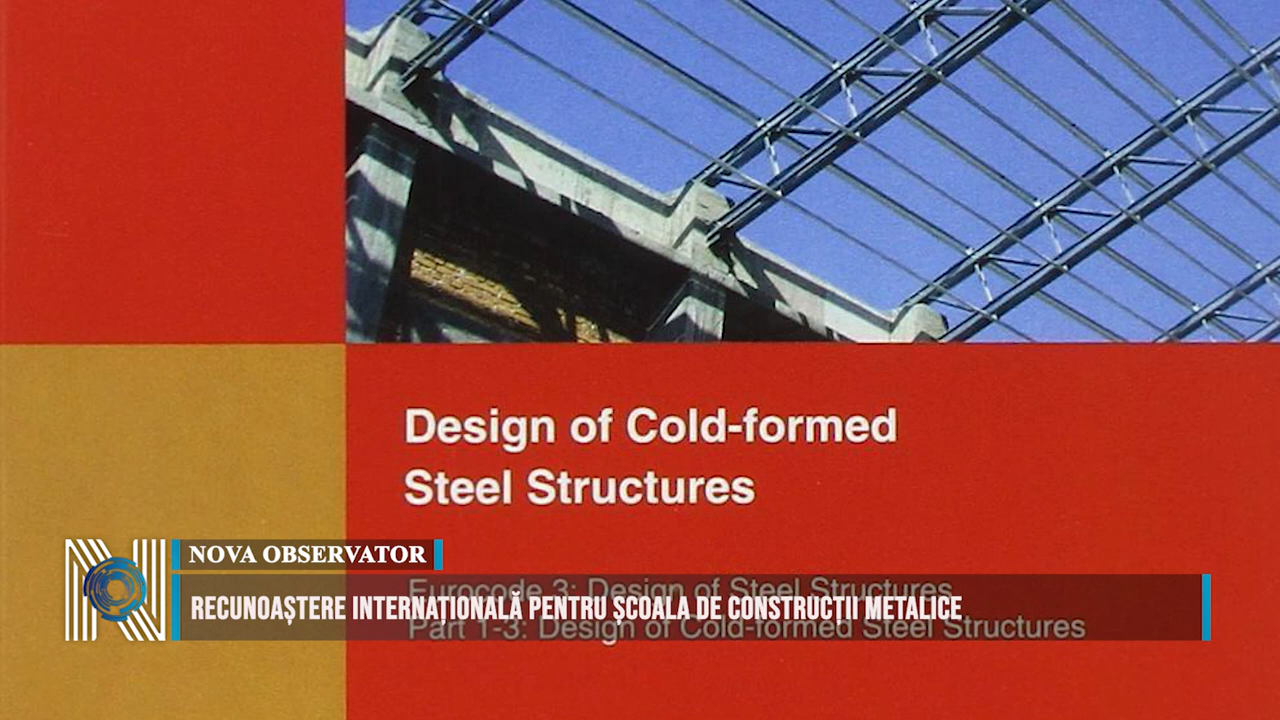 Design of Cold-formed
Steel Structures
NOVA OBSERVATOR
Eurocode 3: Design of Steel Structures
RECUNOAȘTERE INTERNAȚIONALĂ PENTRU ȘCOALA DE CONSTRUCȚII METALICE
Part 1-3: Design of Cold-formed Steel Structures